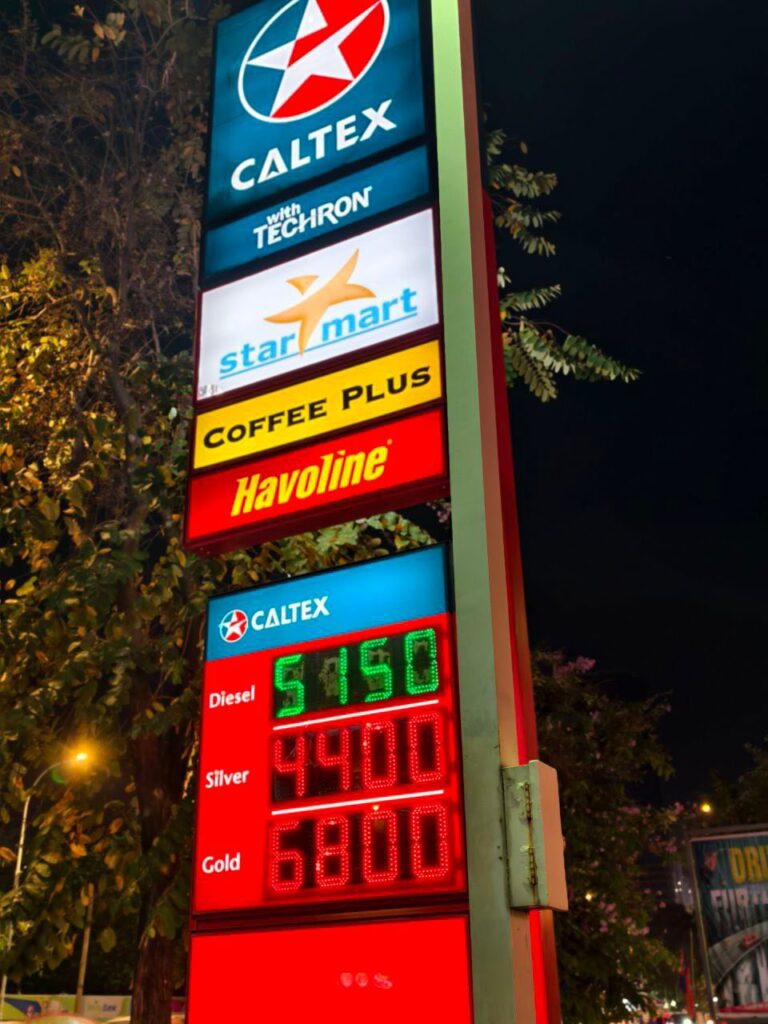 CALTEX
with
TECHRON
star mart
COFFEE PLUS
Havoline
CALTEX
Diesel 5150
Silver 4400
Gold 6800